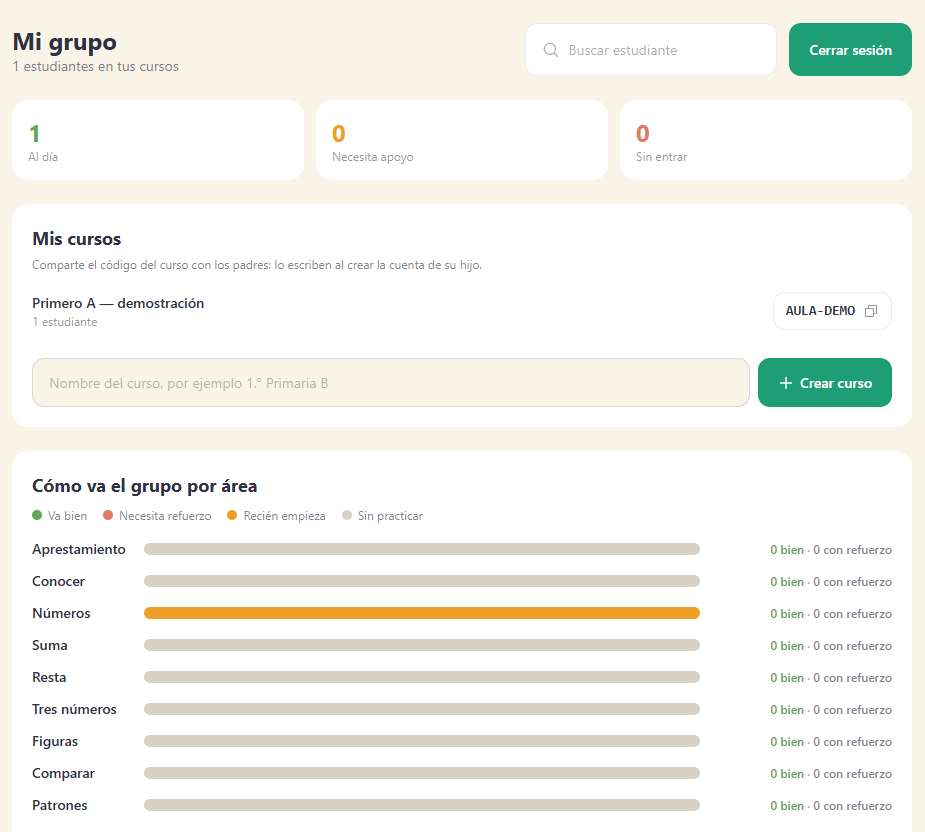 Mi grupo
1 estudiantes en tus cursos
Buscar estudiante
Cerrar sesión
1
Al día
0
Necesita apoyo
0
Sin entrar
Mis cursos
Comparte el código del curso con los padres: lo escriben al crear la cuenta de su hijo.
Primero A — demostración
1 estudiante
AULA-DEMO
Nombre del curso, por ejemplo 1.° Primaria B
+ Crear curso
Cómo va el grupo por área
Va bien Necesita refuerzo Recién empieza Sin practicar
Aprestamiento 0 bien · 0 con refuerzo
Conocer 0 bien · 0 con refuerzo
Números 0 bien · 0 con refuerzo
Suma 0 bien · 0 con refuerzo
Resta 0 bien · 0 con refuerzo
Tres números 0 bien · 0 con refuerzo
Figuras 0 bien · 0 con refuerzo
Comparar 0 bien · 0 con refuerzo
Patrones 0 bien · 0 con refuerzo